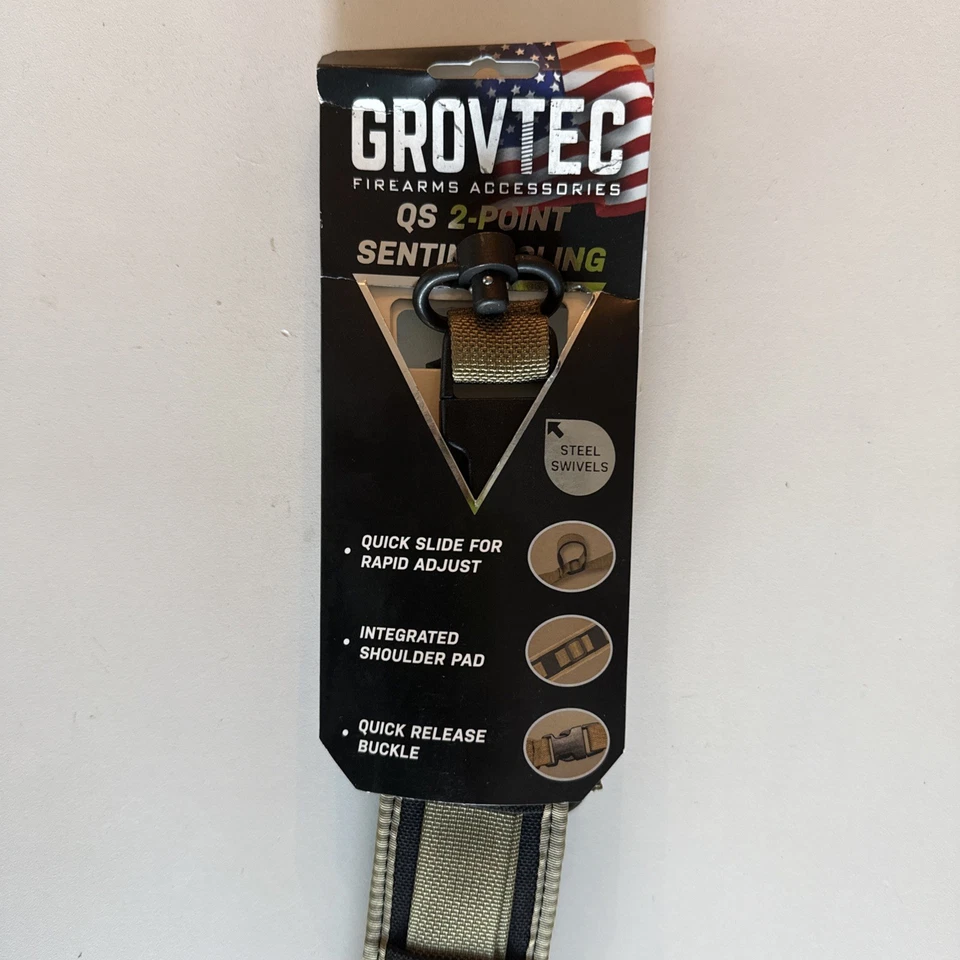 GROVTEC
FIREARMS ACCESSORIES
QS 2-POINT
STEEL
SWIVELS
• QUICK SLIDE FOR
RAPID ADJUST
• INTEGRATED
SHOULDER PAD
• QUICK RELEASE
BUCKLE